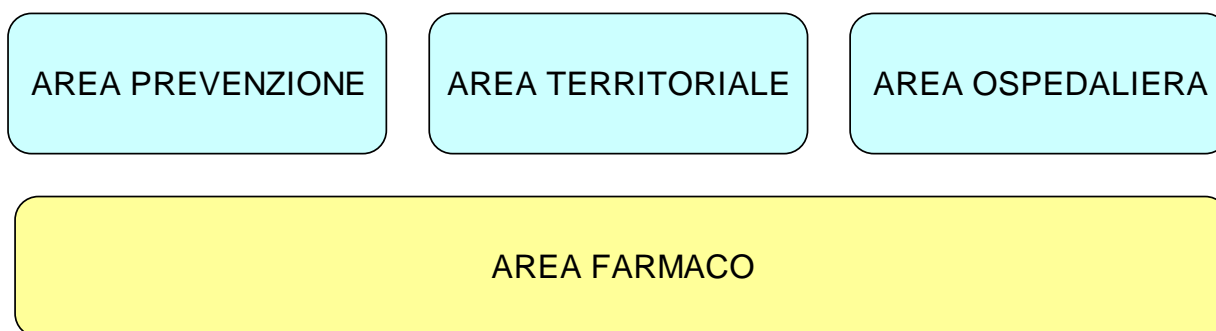 AREA PREVENZIONE
AREA TERRITORIALE
AREA OSPEDALIERA
AREA FARMACO